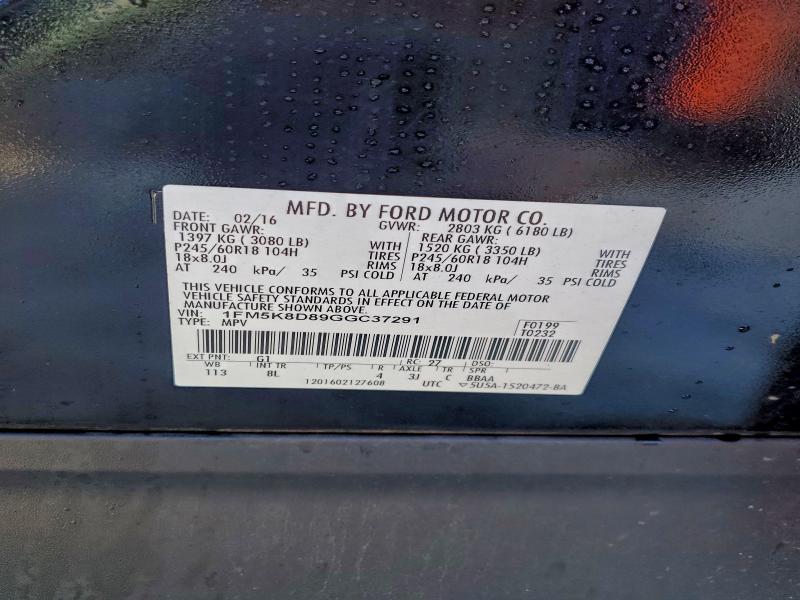 MFD. BY FORD MOTOR CO.
DATE: 02/16 GVWR: 2803 KG ( 6180 LB)
FRONT GAWR: REAR GAWR:
1397 KG ( 3080 LB) WITH 1520 KG ( 3350 LB) WITH
P245/60R18 104H TIRES P245/60R18 104H TIRES
18x8.0J RIMS 18x8.0J RIMS
AT 240 kPa/ 35 PSI COLD AT 240 kPa/ 35 PSI COLD
THIS VEHICLE CONFORMS TO ALL APPLICABLE FEDERAL MOTOR
VEHICLE SAFETY STANDARDS IN EFFECT ON THE DATE OF
MANUFACTURE SHOWN ABOVE.
VIN: 1FM5K8D89GGC37291 F0199
TYPE: MPV T0232
EXT PNT: G1 RC: 27 DSO:
WB INT TR TP/PS R AXLE TR SPR
113 8L 4 3J C BBAA
1201602127608 UTC ▽5U5A-1520472-BA